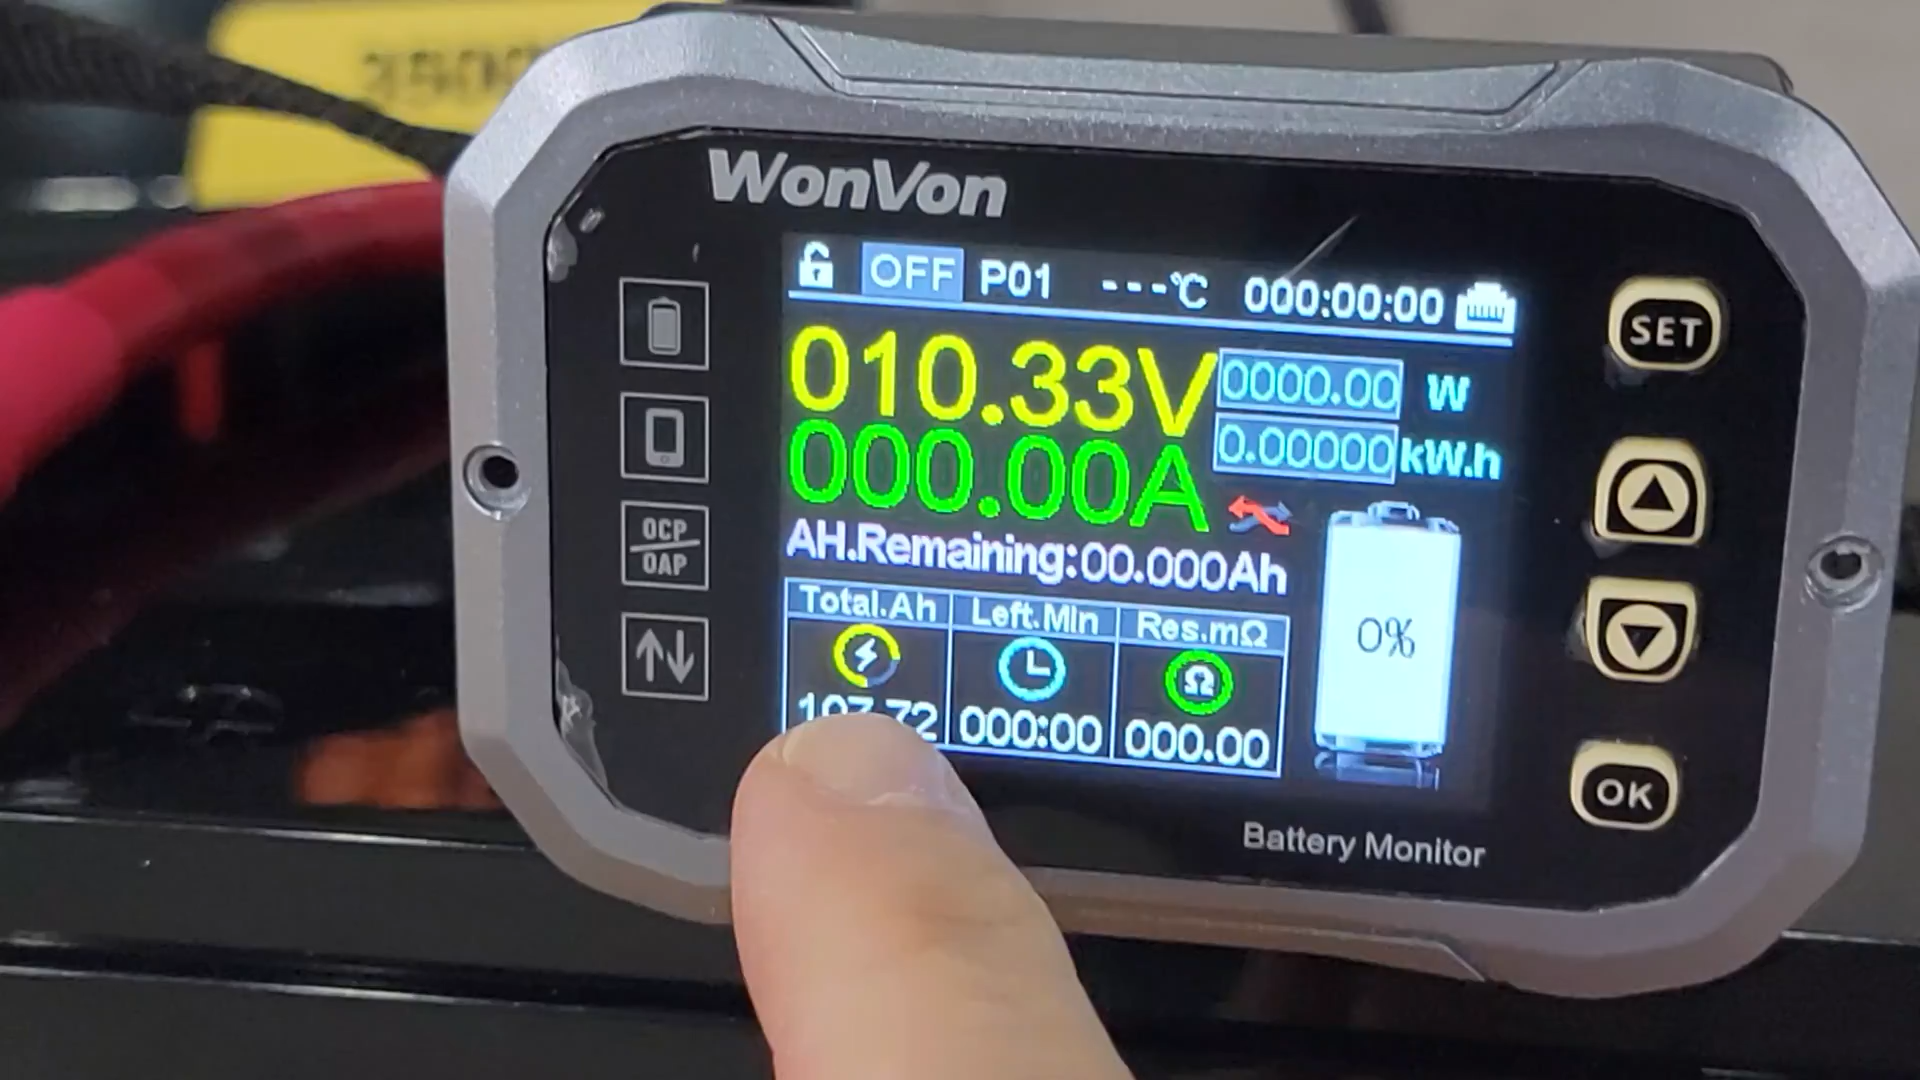 WonVon
OFF P01 ---℃ 000:00:00
010.33V 0000.00 W
000.00A 0.00000 kW.h
AH.Remaining:00.000Ah
Total.Ah Left.MIn Res.mΩ
000:00 000.00
0%
Battery Monitor
OCP
OAP
SET
OK